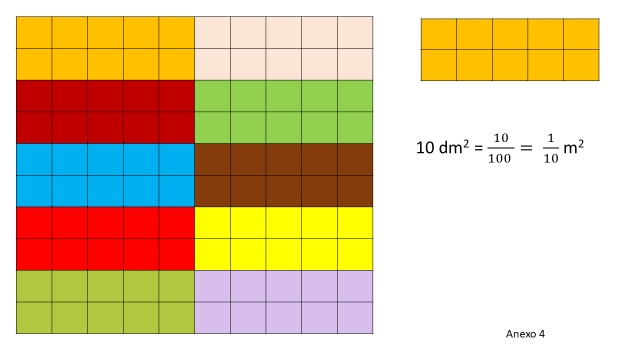 10 dm² = 10/100 = 1/10 m²
Anexo 4